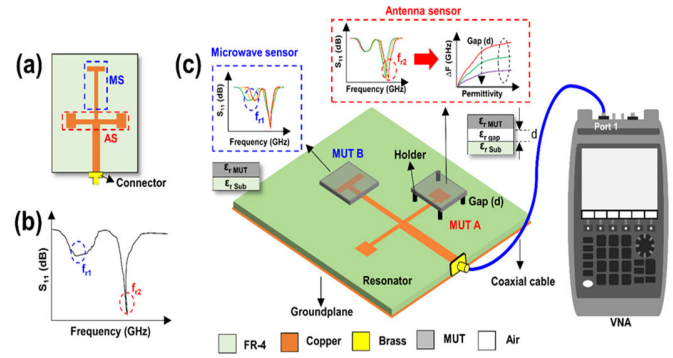 (a)
MS
AS
Connector
(b)
S11 (dB)
fr1
fr2
Frequency (GHz)
(c)
Microwave sensor
S11 (dB)
fr1
Frequency (GHz)
Antenna sensor
S11 (dB)
fr2
Frequency (GHz)
ΔF (GHz)
Gap (d)
Permittivity
εr MUT
εr Sub
MUT B
Holder
εr MUT
εr gap
εr Sub
d
Gap (d)
MUT A
Resonator
Groundplane
Coaxial cable
Port 1
VNA
FR-4
Copper
Brass
MUT
Air